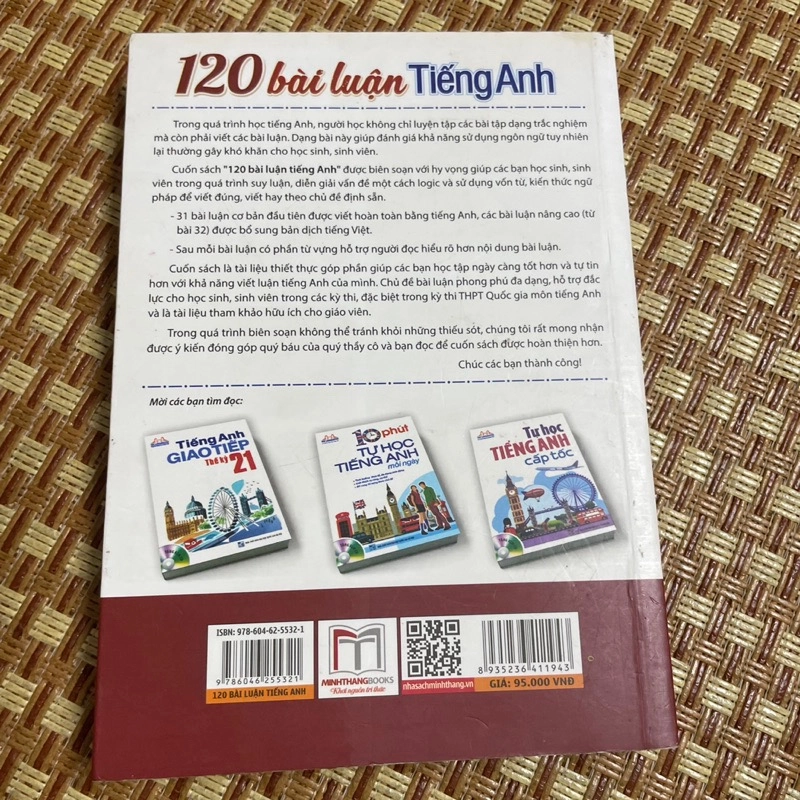 120 bài luận Tiếng Anh
Trong quá trình học tiếng Anh, người học không chỉ luyện tập các bài tập dạng trắc nghiệm
mà còn phải viết các bài luận. Dạng bài này giúp đánh giá khả năng sử dụng ngôn ngữ tuy nhiên
lại thường gây khó khăn cho học sinh, sinh viên.
Cuốn sách "120 bài luận tiếng Anh" được biên soạn với hy vọng giúp các bạn học sinh, sinh
viên trong quá trình suy luận, diễn giải vấn đề một cách logic và sử dụng vốn từ, kiến thức ngữ
pháp để viết đúng, viết hay theo chủ đề định sẵn.
- 31 bài luận cơ bản đầu tiên được viết hoàn toàn bằng tiếng Anh, các bài luận nâng cao (từ
bài 32) được bổ sung bản dịch tiếng Việt.
- Sau mỗi bài luận có phần từ vựng hỗ trợ người đọc hiểu rõ hơn nội dung bài luận.
Cuốn sách là tài liệu thiết thực góp phần giúp các bạn học tập ngày càng tốt hơn và tự tin
hơn với khả năng viết luận tiếng Anh của mình. Chủ đề bài luận phong phú đa dạng, hỗ trợ đắc
lực cho học sinh, sinh viên trong các kỳ thi, đặc biệt trong kỳ thi THPT Quốc gia môn tiếng Anh
và là tài liệu tham khảo hữu ích cho giáo viên.
Trong quá trình biên soạn không thể tránh khỏi những thiếu sót, chúng tôi rất mong nhận
được ý kiến đóng góp quý báu của quý thầy cô và bạn đọc để cuốn sách được hoàn thiện hơn.
Chúc các bạn thành công!
Mời các bạn tìm đọc:
Tiếng Anh
GIAO TIẾP
Thế kỷ 21
10 phút
TỰ HỌC
TIẾNG ANH
mỗi ngày
Tự học
TIẾNG ANH
cấp tốc
ISBN: 978-604-62-5532-1
9 786046 255321
120 BÀI LUẬN TIẾNG ANH
MINHTHANGBOOKS
Khơi nguồn tri thức
nhasachminhthang.vn
8 935236 411943
GIÁ: 95.000 VNĐ